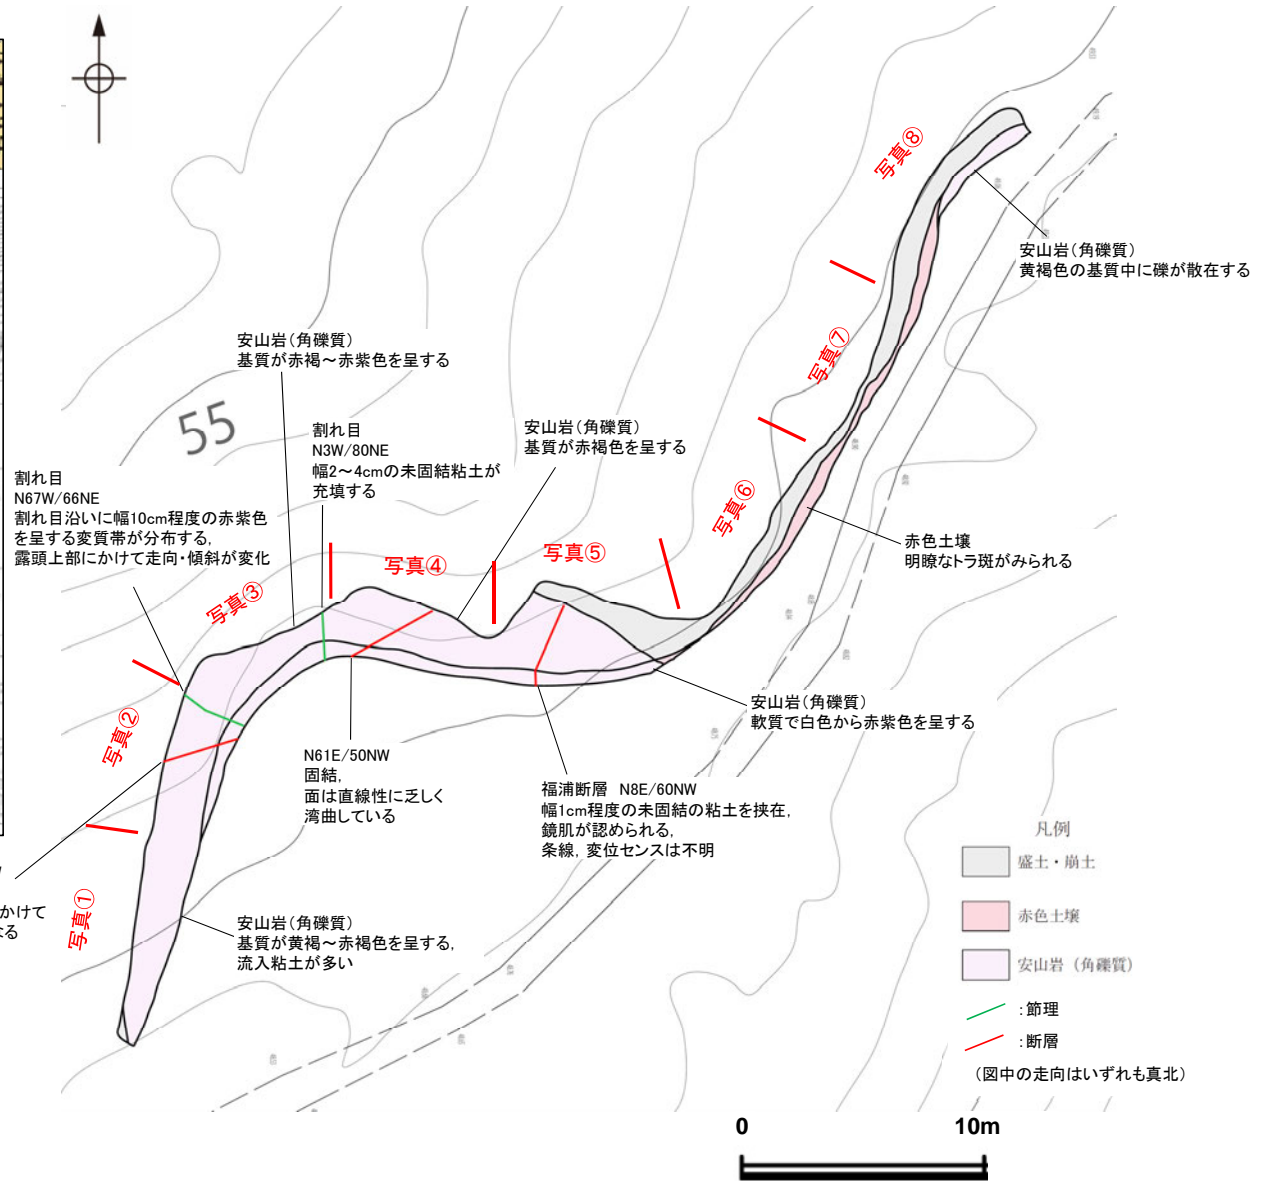 写真⑧
安山岩（角礫質）
黄褐色の基質中に礫が散在する
写真⑦
安山岩（角礫質）
基質が赤褐～赤紫色を呈する
55
割れ目
N3W/80NE
幅2～4cmの未固結粘土が
充填する
安山岩（角礫質）
基質が赤褐色を呈する
割れ目
N67W/66NE
割れ目沿いに幅10cm程度の赤紫色
を呈する変質帯が分布する，
露頭上部にかけて走向・傾斜が変化
写真⑥
赤色土壌
明瞭なトラ斑がみられる
写真⑤
写真④
写真③
写真②
安山岩（角礫質）
軟質で白色から赤紫色を呈する
N61E/50NW
固結，
面は直線性に乏しく
湾曲している
福浦断層　N8E/60NW
幅1cm程度の未固結の粘土を挟在，
鏡肌が認められる，
条線，変位センスは不明
かけて
写真①
安山岩（角礫質）
基質が黄褐～赤褐色を呈する，
流入粘土が多い
凡例
盛土・崩土
赤色土壌
安山岩（角礫質）
：節理
：断層
（図中の走向はいずれも真北）
0 10m